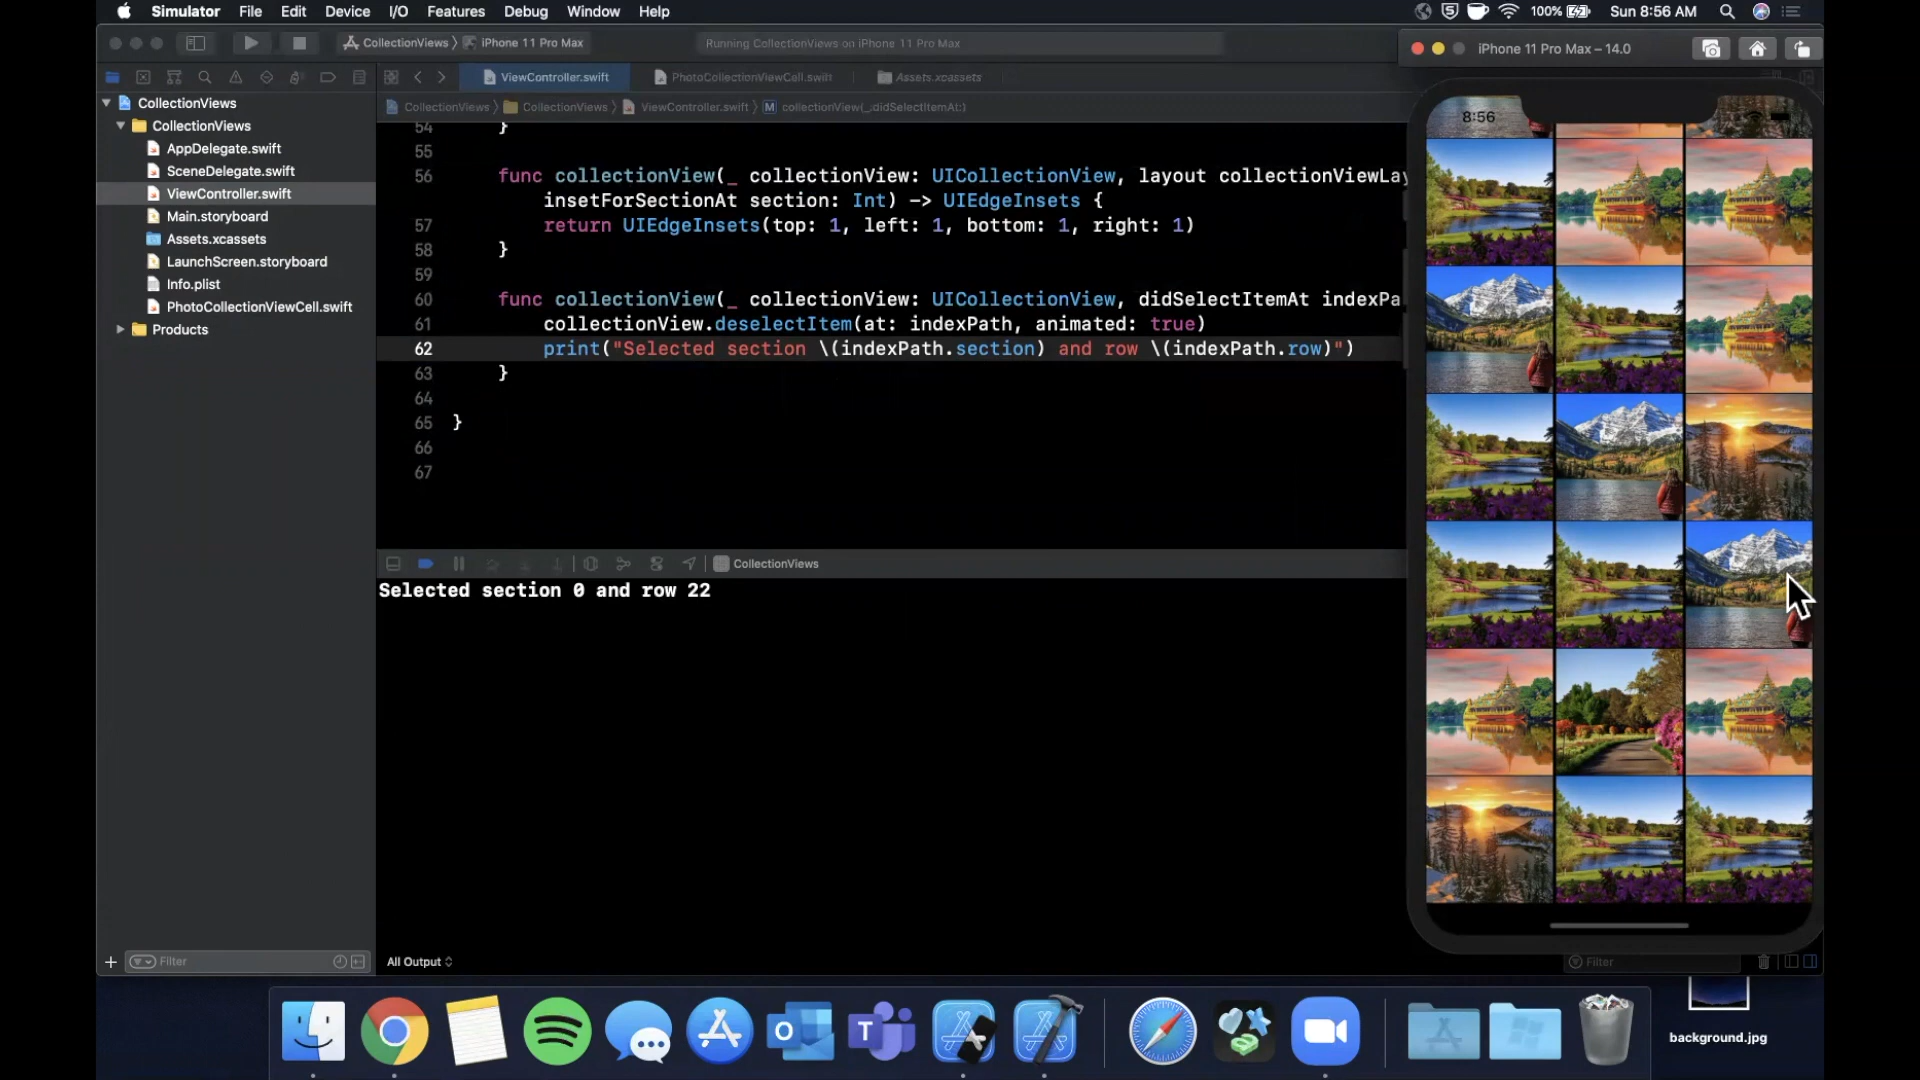 Simulator File Edit Device I/O Features Debug Window Help
100% Sun 8:56 AM
CollectionViews iPhone 11 Pro Max
Running CollectionViews on iPhone 11 Pro Max
iPhone 11 Pro Max – 14.0
ViewController.swift
PhotoCollectionViewCell.swift
Assets.xcassets
CollectionViews
CollectionViews
AppDelegate.swift
SceneDelegate.swift
ViewController.swift
Main.storyboard
Assets.xcassets
LaunchScreen.storyboard
Info.plist
PhotoCollectionViewCell.swift
Products
CollectionViews CollectionViews ViewController.swift M collectionView(_:didSelectItemAt:)
54 }
55
56 func collectionView(_ collectionView: UICollectionView, layout collectionViewLay
insetForSectionAt section: Int) -> UIEdgeInsets {
57 return UIEdgeInsets(top: 1, left: 1, bottom: 1, right: 1)
58 }
59
60 func collectionView(_ collectionView: UICollectionView, didSelectItemAt indexPa
61 collectionView.deselectItem(at: indexPath, animated: true)
62 print("Selected section \(indexPath.section) and row \(indexPath.row)")
63 }
64
65 }
66
67
CollectionViews
Selected section 0 and row 22
8:56
Filter
All Output
Filter
background.jpg